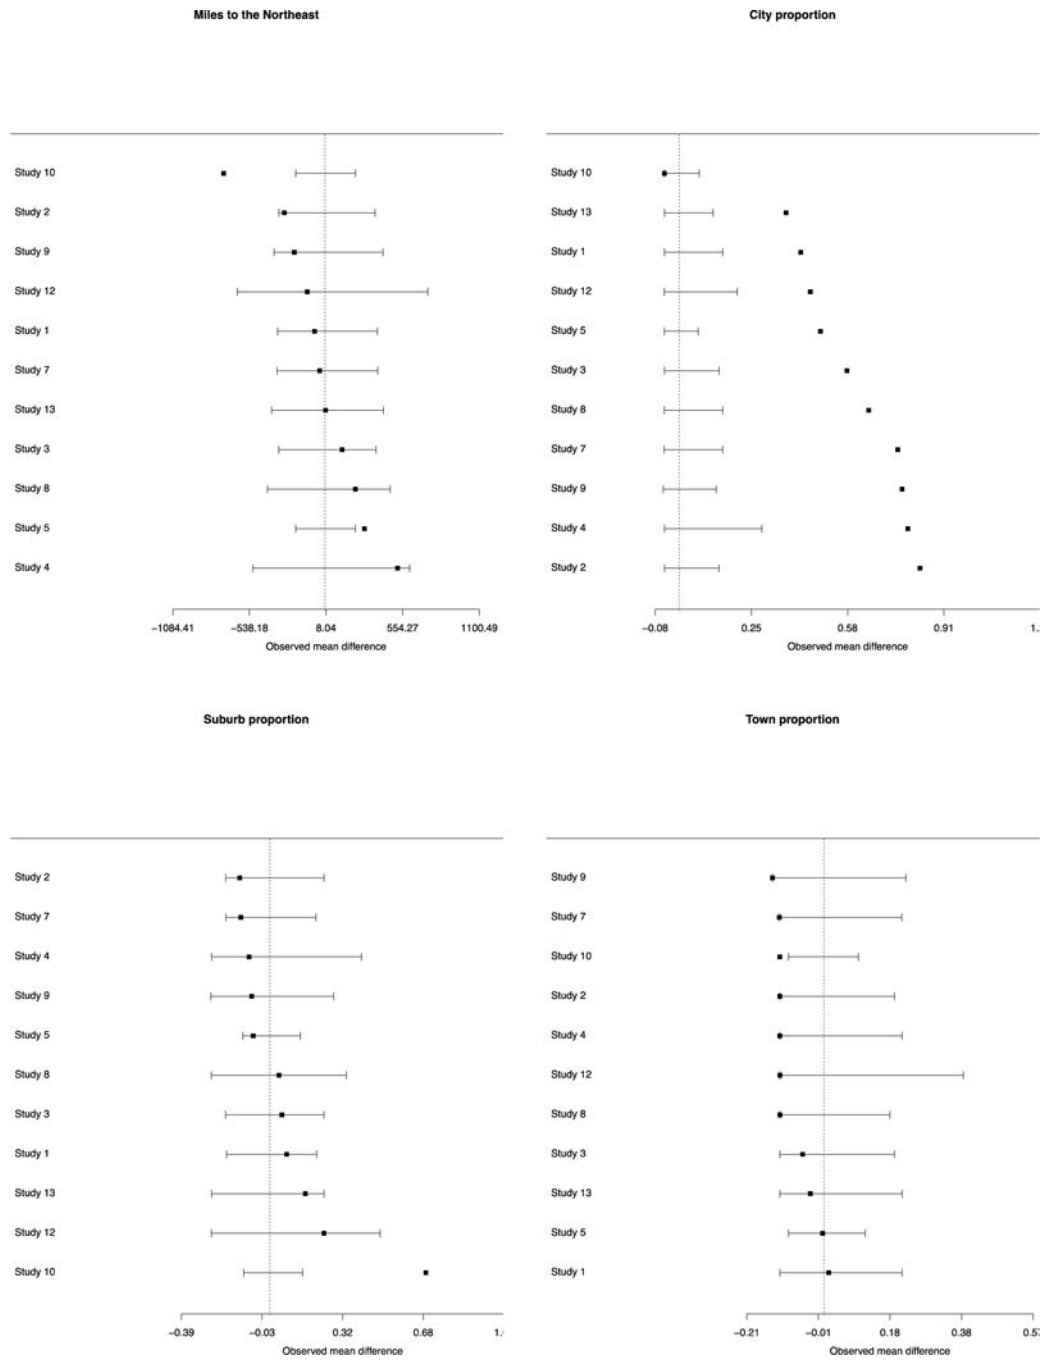 Miles to the Northeast
Study 10
Study 2
Study 9
Study 12
Study 1
Study 7
Study 13
Study 3
Study 8
Study 5
Study 4
−1084.41 −538.18 8.04 554.27 1100.49
Observed mean difference
City proportion
Study 10
Study 13
Study 1
Study 12
Study 5
Study 3
Study 8
Study 7
Study 9
Study 4
Study 2
−0.08 0.25 0.58 0.91
Observed mean difference
Suburb proportion
Study 2
Study 7
Study 4
Study 9
Study 5
Study 8
Study 3
Study 1
Study 13
Study 12
Study 10
−0.39 −0.03 0.32 0.68
Observed mean difference
Town proportion
Study 9
Study 7
Study 10
Study 2
Study 4
Study 12
Study 8
Study 3
Study 13
Study 5
Study 1
−0.21 −0.01 0.18 0.38 0.57
Observed mean difference